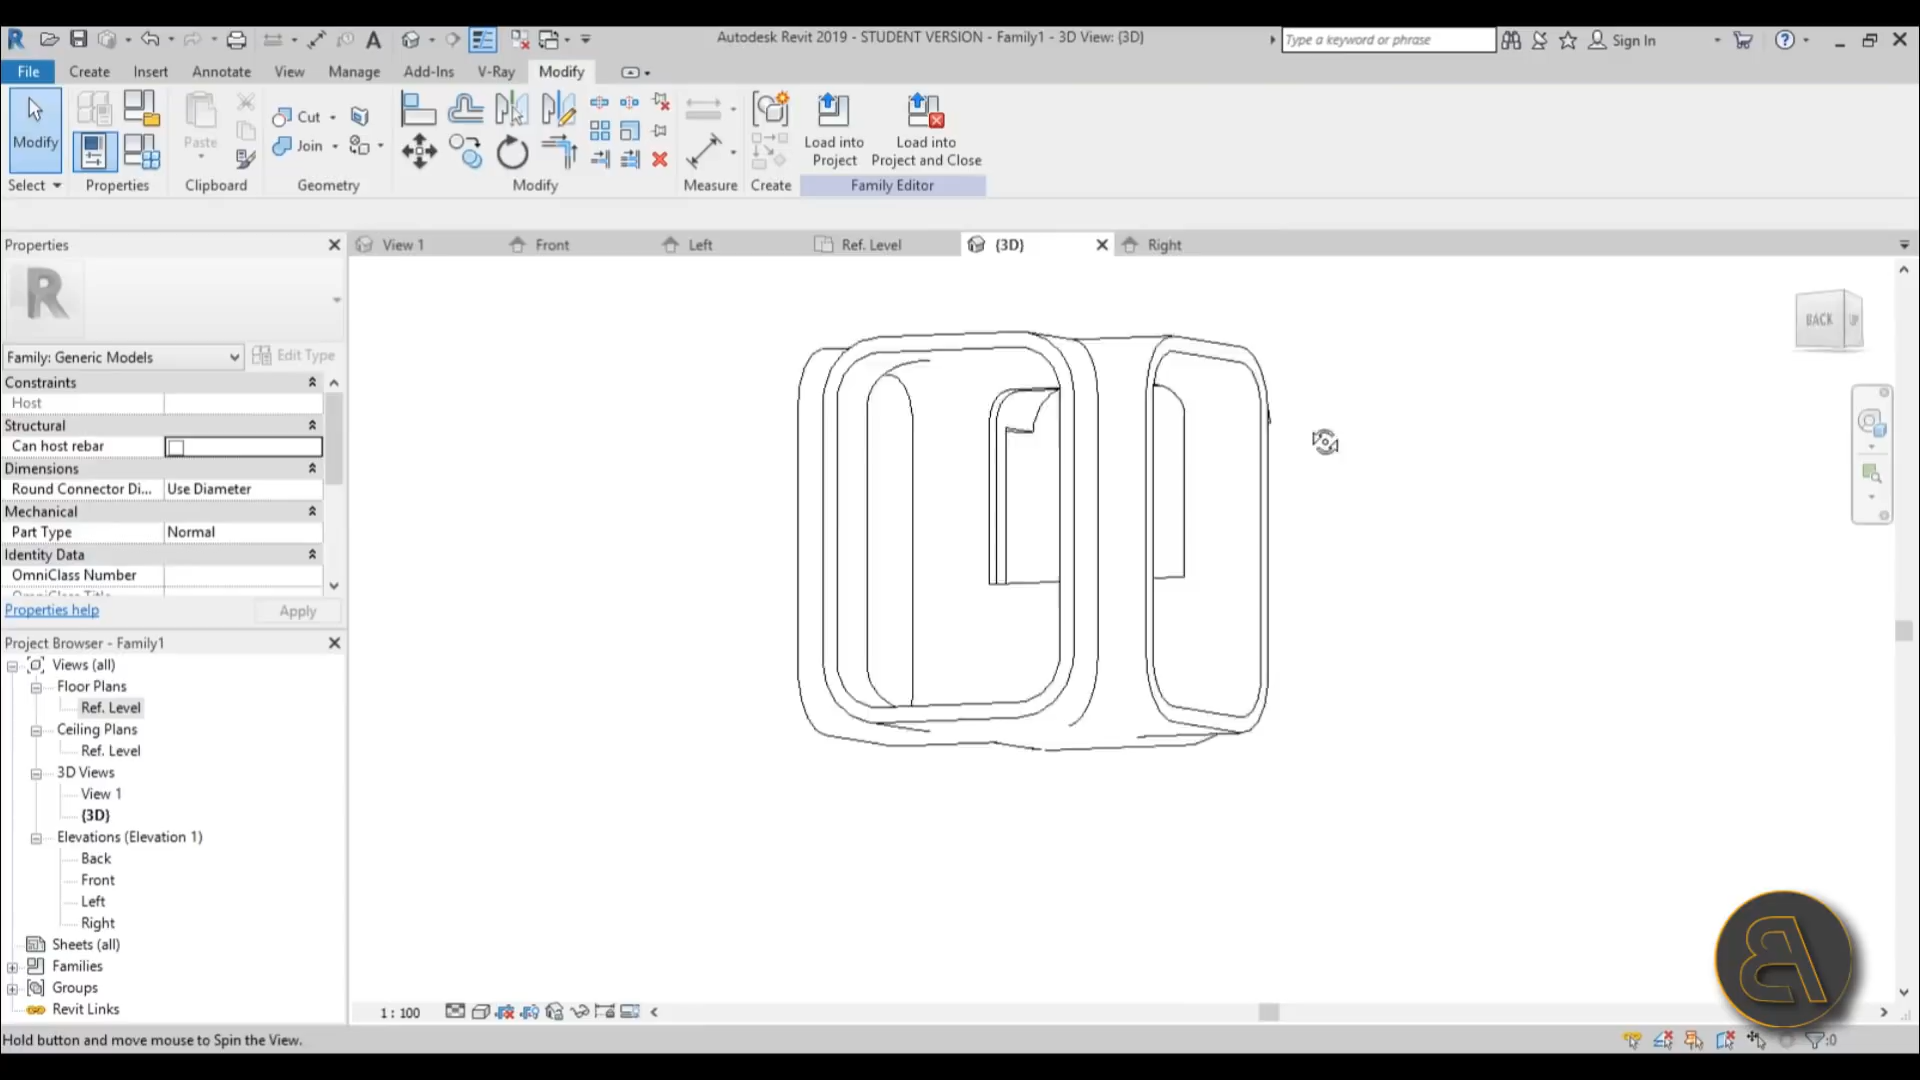 Autodesk Revit 2019 - STUDENT VERSION - Family1 - 3D View: {3D}
Type a keyword or phrase
Sign In
File Create Insert Annotate View Manage Add-Ins V-Ray Modify
Modify
Paste
Cut
Join
Load into
Project
Load into
Project and Close
Select Properties Clipboard Geometry Modify Measure Create Family Editor
Properties
View 1 Front Left Ref. Level {3D} Right
R
Family: Generic Models Edit Type
Constraints
Host
Structural
Can host rebar
Dimensions
Round Connector Di... Use Diameter
Mechanical
Part Type Normal
Identity Data
OmniClass Number
Properties help Apply
BACK
Project Browser - Family1
Views (all)
Floor Plans
Ref. Level
Ceiling Plans
Ref. Level
3D Views
View 1
{3D}
Elevations (Elevation 1)
Back
Front
Left
Right
Sheets (all)
Families
Groups
Revit Links
1 : 100
Hold button and move mouse to Spin the View.
:0